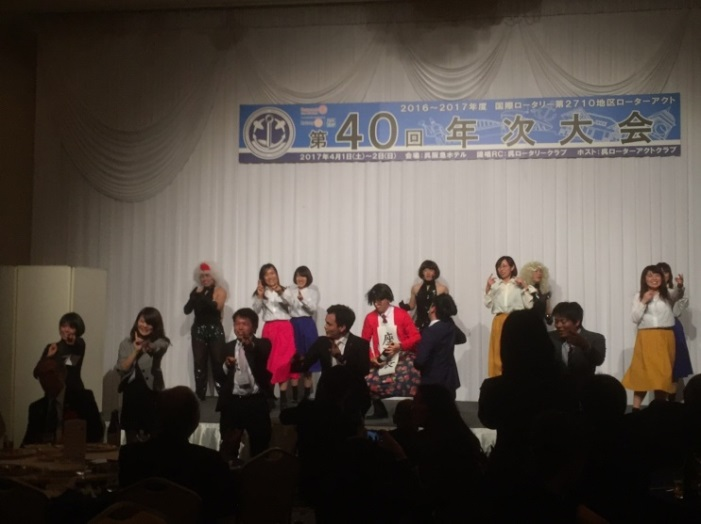 2016～2017年度 国際ロータリー第2710地区ローターアクト
第40回 年次大会
2017年4月1日(土)～2日(日) 会場:呉阪急ホテル 提唱RC:呉ロータリークラブ ホスト:呉ローターアクトクラブ